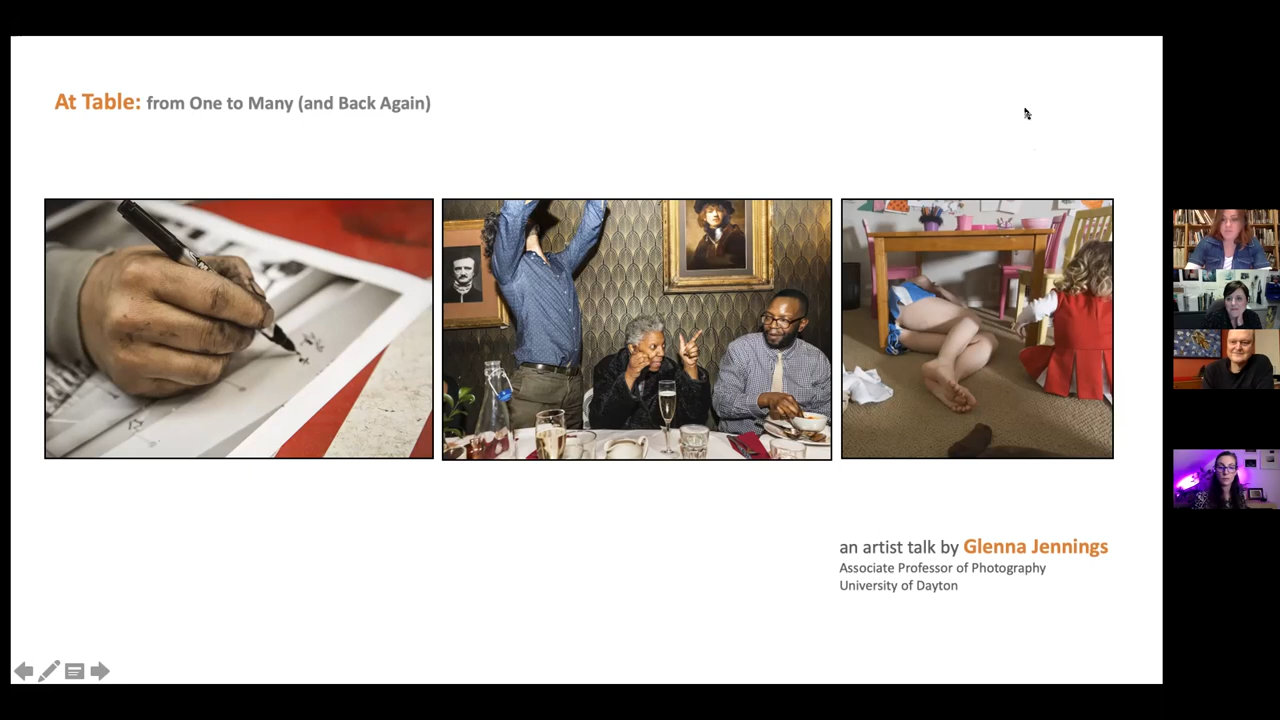 At Table: from One to Many (and Back Again)
an artist talk by Glenna Jennings
Associate Professor of Photography
University of Dayton